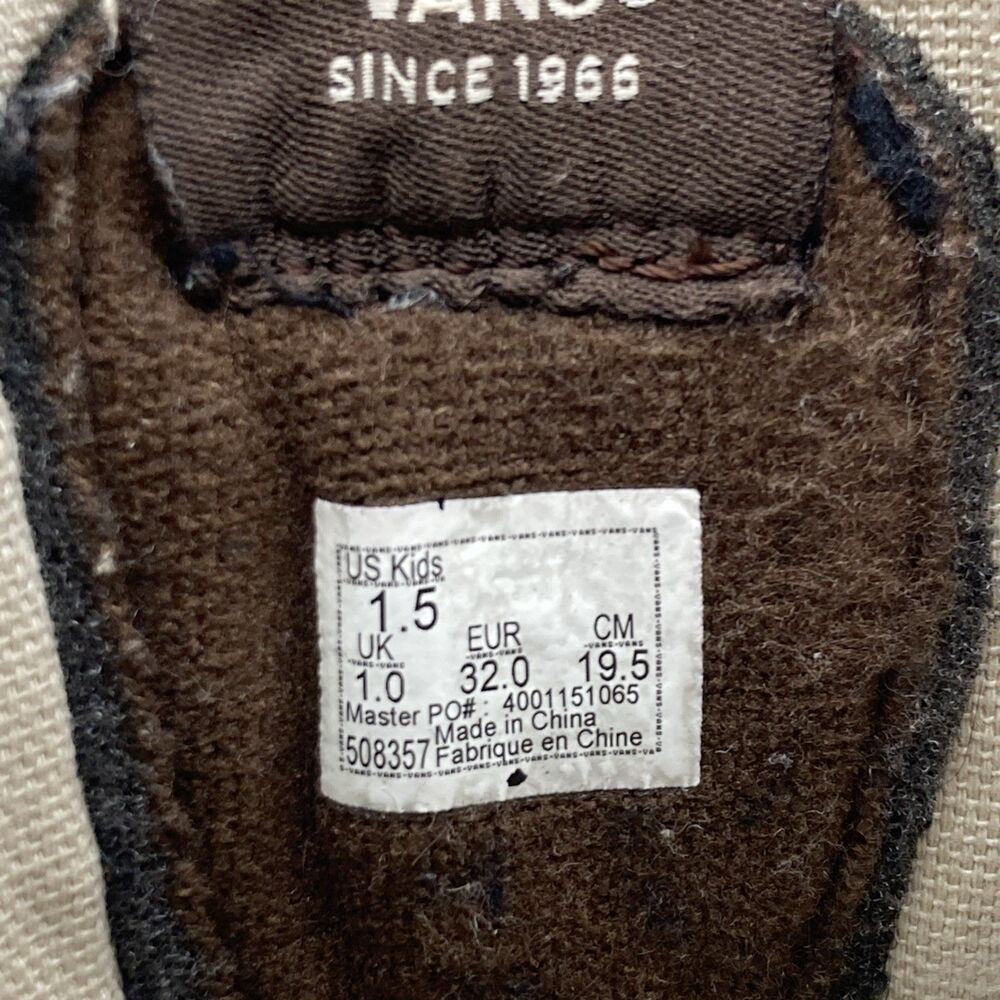 VANS
SINCE 1966
US Kids
1.5
UK EUR CM
1.0 32.0 19.5
Master PO#: 4001151065
Made in China
508357 Fabrique en Chine